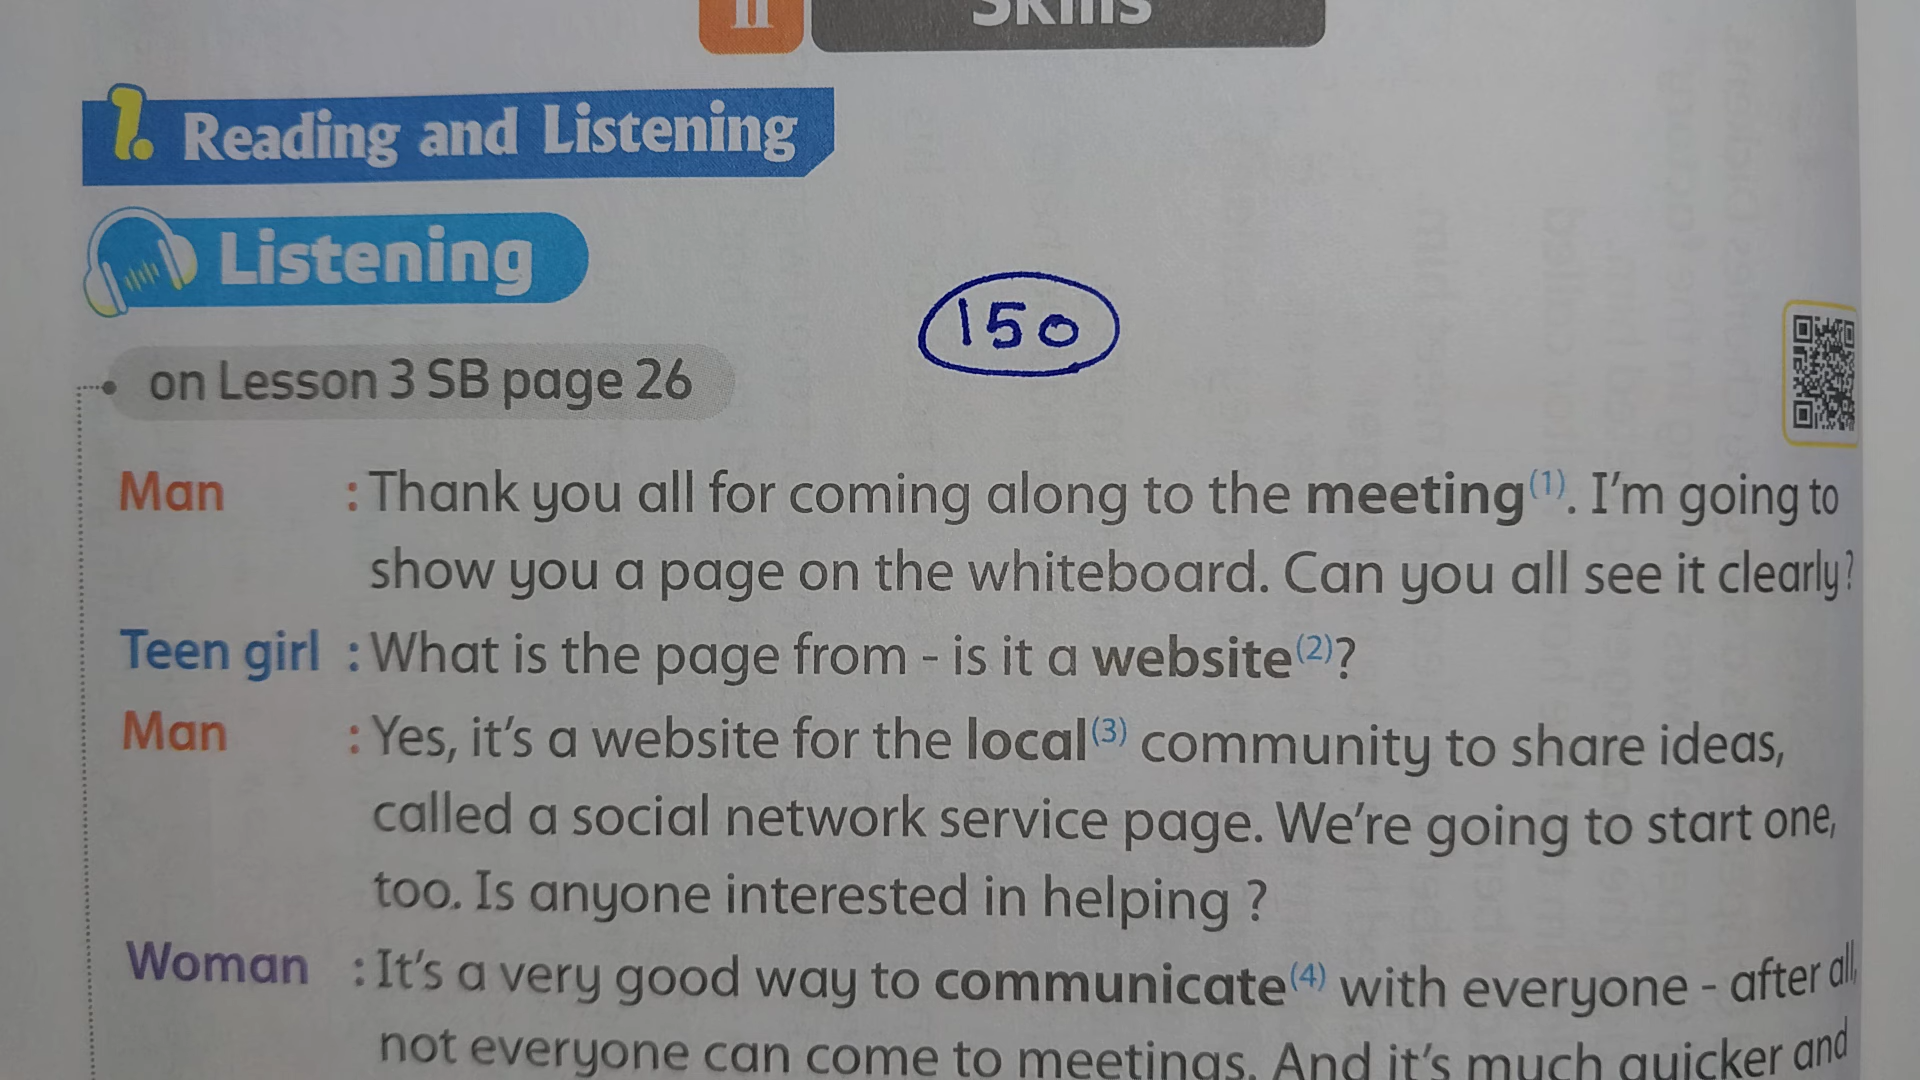 II Skills
1. Reading and Listening
Listening
150
on Lesson 3 SB page 26
Man : Thank you all for coming along to the meeting(1). I'm going to
show you a page on the whiteboard. Can you all see it clearly?
Teen girl : What is the page from - is it a website(2)?
Man : Yes, it's a website for the local(3) community to share ideas,
called a social network service page. We're going to start one,
too. Is anyone interested in helping ?
Woman : It's a very good way to communicate(4) with everyone - after all,
not everyone can come to meetings. And it's much quicker and